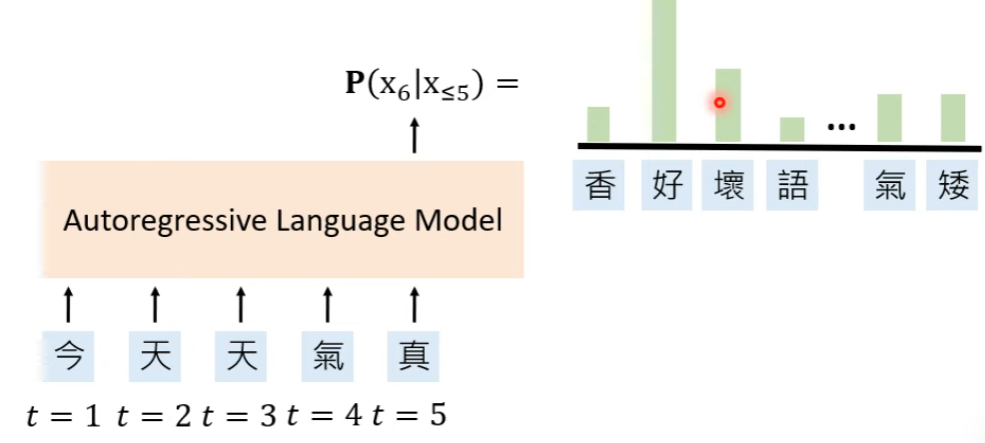 P(x₆|x≤₅) =
...
香 好 壞 語 氣 矮
Autoregressive Language Model
今 天 天 氣 真
t = 1 t = 2 t = 3 t = 4 t = 5